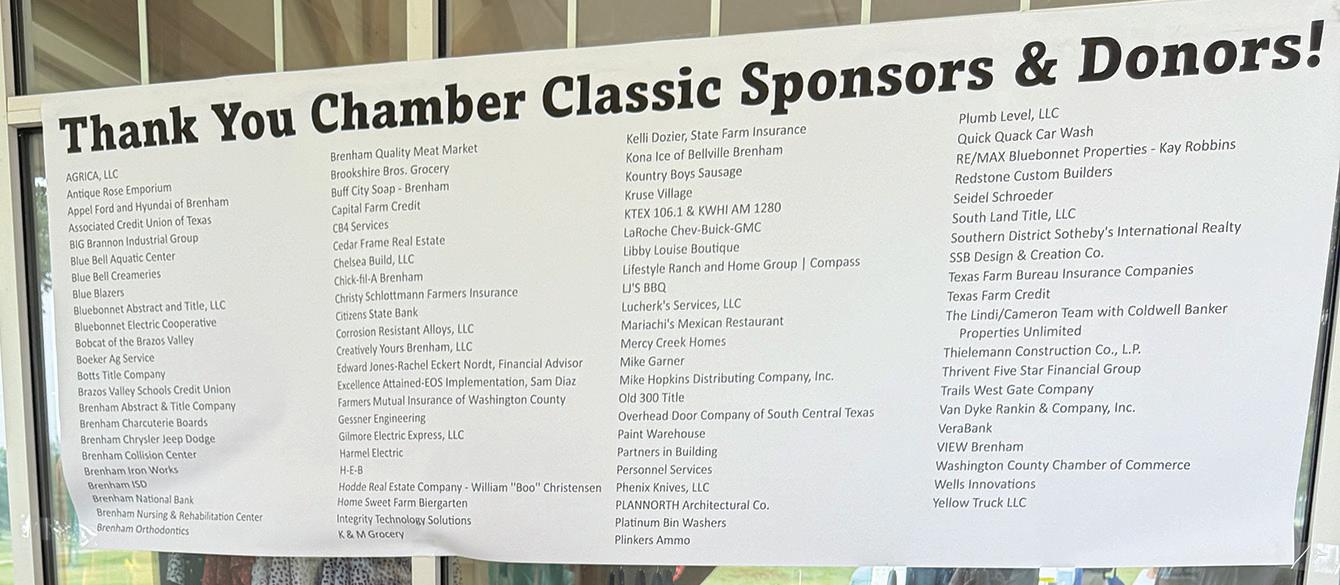 Thank You Chamber Classic Sponsors & Donors!
AGRICA, LLC
Antique Rose Emporium
Appel Ford and Hyundai of Brenham
Associated Credit Union of Texas
BIG Brannon Industrial Group
Blue Bell Aquatic Center
Blue Bell Creameries
Blue Blazers
Bluebonnet Abstract and Title, LLC
Bluebonnet Electric Cooperative
Bobcat of the Brazos Valley
Boeker Ag Service
Botts Title Company
Brazos Valley Schools Credit Union
Brenham Abstract & Title Company
Brenham Charcuterie Boards
Brenham Chrysler Jeep Dodge
Brenham Collision Center
Brenham Iron Works
Brenham ISD
Brenham National Bank
Brenham Nursing & Rehabilitation Center
Brenham Orthodontics
Brenham Quality Meat Market
Brookshire Bros. Grocery
Buff City Soap - Brenham
Capital Farm Credit
CB4 Services
Cedar Frame Real Estate
Chelsea Build, LLC
Chick-fil-A Brenham
Christy Schlottmann Farmers Insurance
Citizens State Bank
Corrosion Resistant Alloys, LLC
Creatively Yours Brenham, LLC
Edward Jones-Rachel Eckert Nordt, Financial Advisor
Excellence Attained-EOS Implementation, Sam Diaz
Farmers Mutual Insurance of Washington County
Gessner Engineering
Gilmore Electric Express, LLC
Harmel Electric
H-E-B
Hodde Real Estate Company - William "Boo" Christensen
Home Sweet Farm Biergarten
Integrity Technology Solutions
K & M Grocery
Kelli Dozier, State Farm Insurance
Kona Ice of Bellville Brenham
Kountry Boys Sausage
Kruse Village
KTEX 106.1 & KWHI AM 1280
LaRoche Chev-Buick-GMC
Libby Louise Boutique
Lifestyle Ranch and Home Group | Compass
LJ'S BBQ
Lucherk's Services, LLC
Mariachi's Mexican Restaurant
Mercy Creek Homes
Mike Garner
Mike Hopkins Distributing Company, Inc.
Old 300 Title
Overhead Door Company of South Central Texas
Paint Warehouse
Partners in Building
Personnel Services
Phenix Knives, LLC
PLANNORTH Architectural Co.
Platinum Bin Washers
Plinkers Ammo
Plumb Level, LLC
Quick Quack Car Wash
RE/MAX Bluebonnet Properties - Kay Robbins
Redstone Custom Builders
Seidel Schroeder
South Land Title, LLC
Southern District Sotheby's International Realty
SSB Design & Creation Co.
Texas Farm Bureau Insurance Companies
Texas Farm Credit
The Lindi/Cameron Team with Coldwell Banker
Properties Unlimited
Thielemann Construction Co., L.P.
Thrivent Five Star Financial Group
Trails West Gate Company
Van Dyke Rankin & Company, Inc.
VeraBank
VIEW Brenham
Washington County Chamber of Commerce
Wells Innovations
Yellow Truck LLC